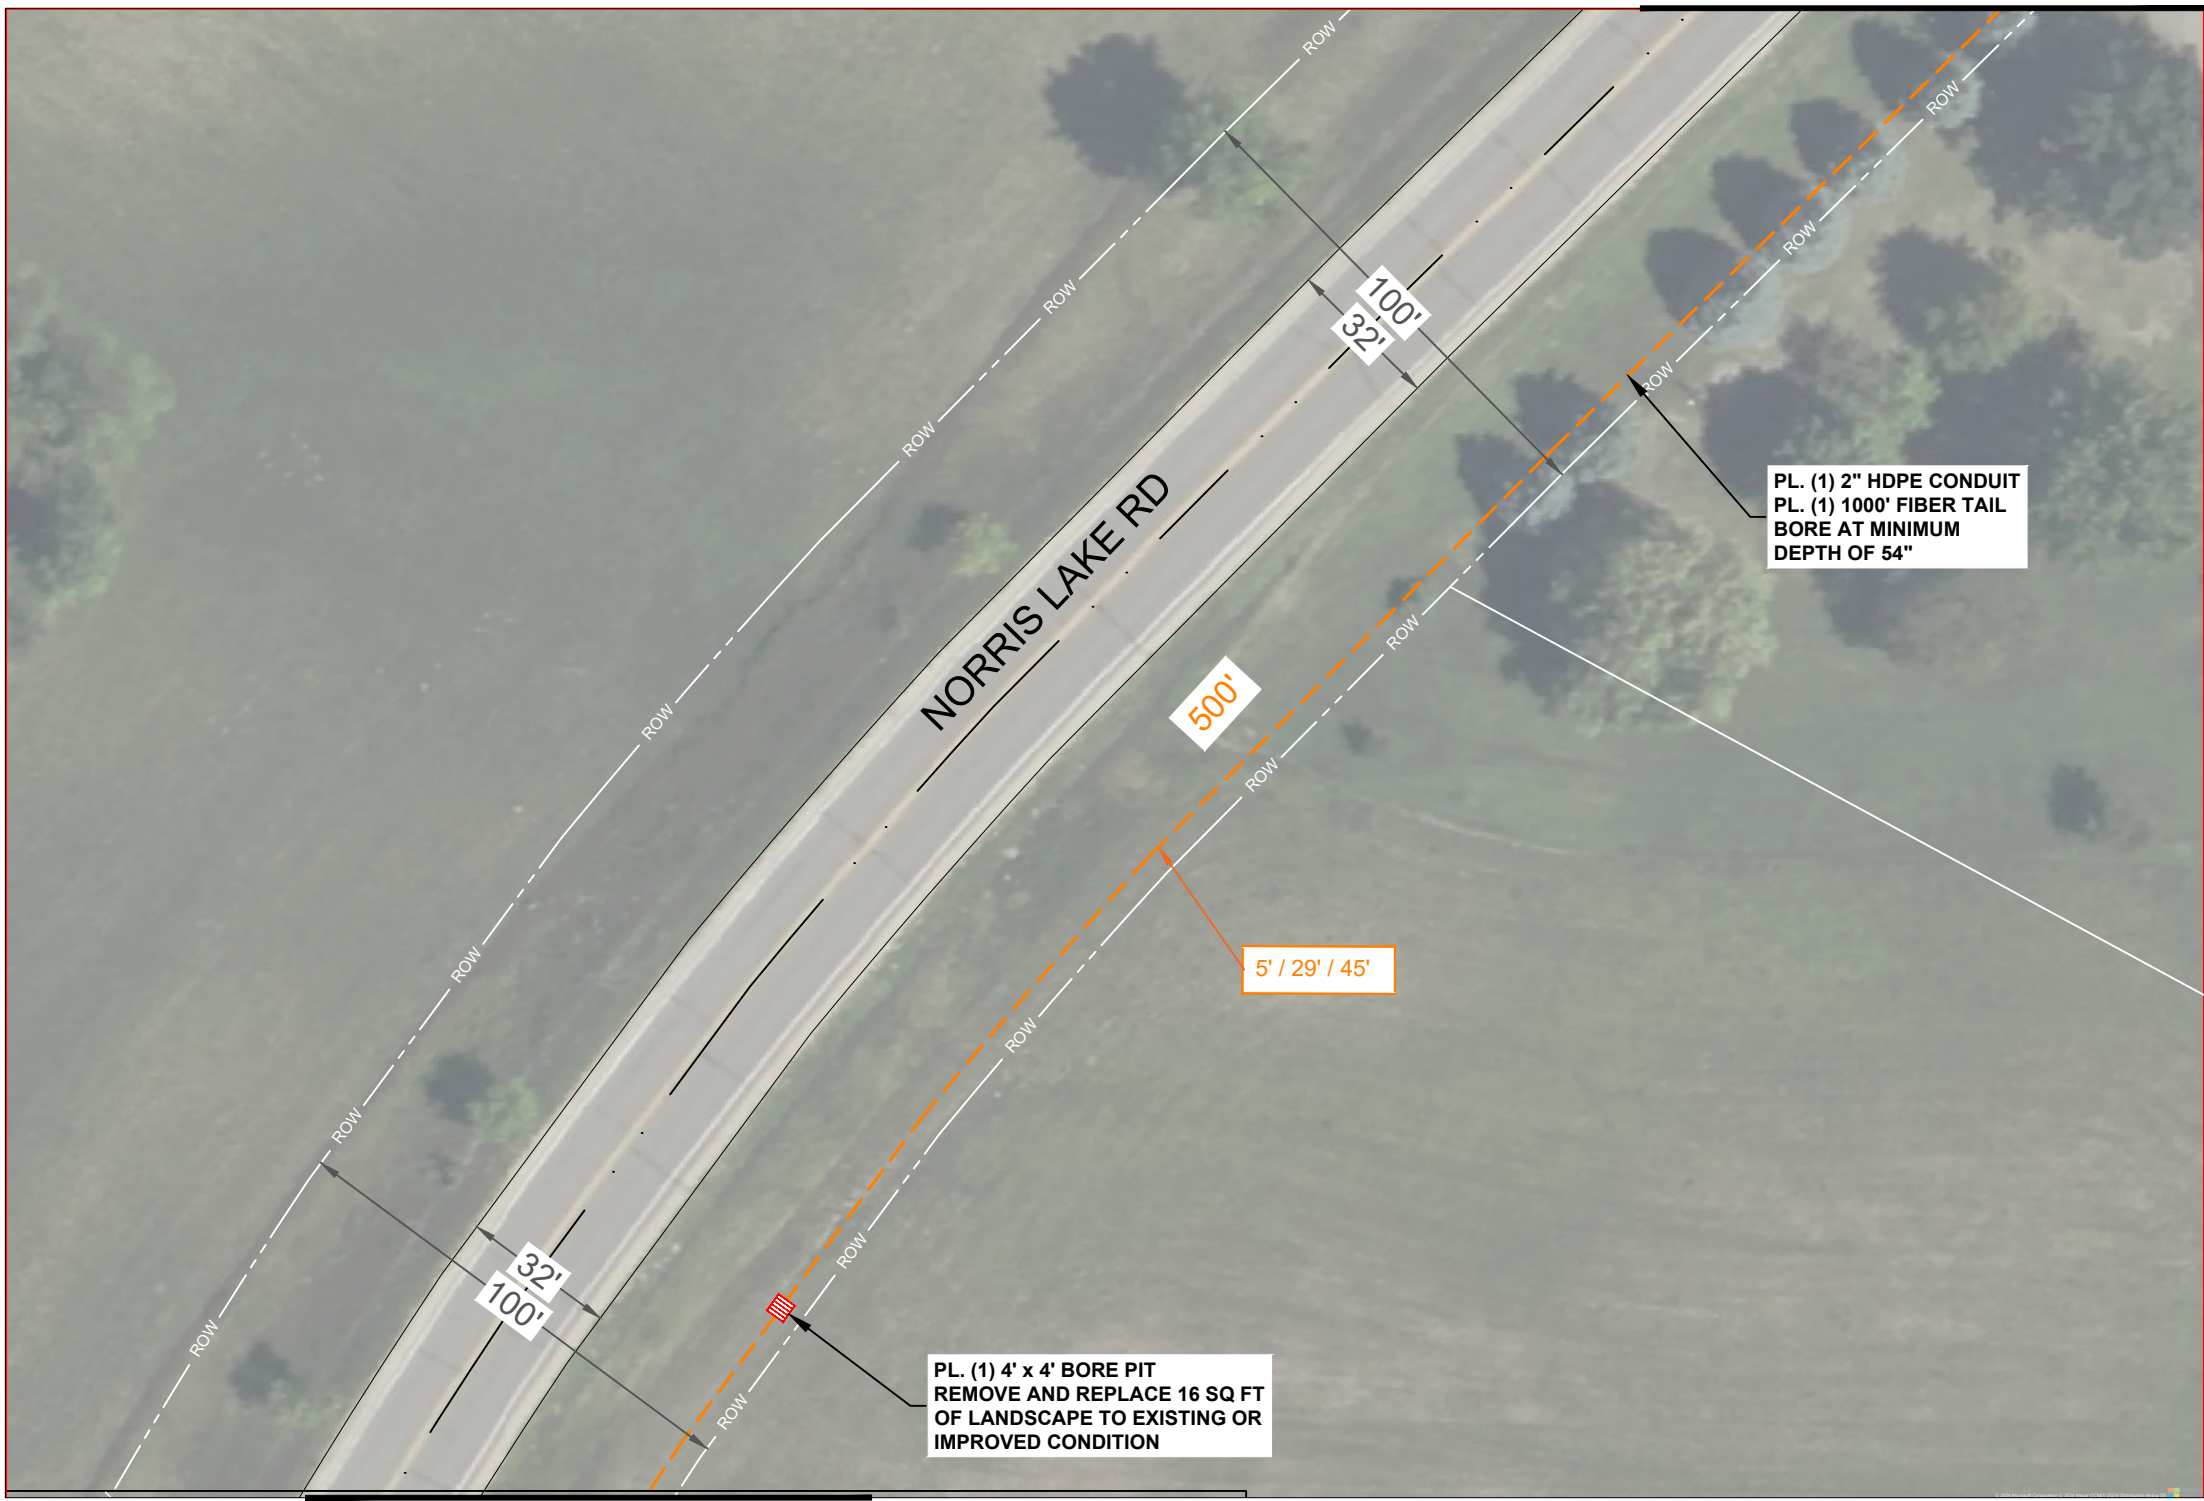 ROW
ROW
ROW
ROW
ROW
ROW
ROW
100'
32'
ROW
ROW
ROW
PL. (1) 2" HDPE CONDUIT
PL. (1) 1000' FIBER TAIL
BORE AT MINIMUM
DEPTH OF 54"
NORRIS LAKE RD
ROW
500'
ROW
5' / 29' / 45'
ROW
ROW
32'
100'
ROW
ROW
PL. (1) 4' x 4' BORE PIT
REMOVE AND REPLACE 16 SQ FT
OF LANDSCAPE TO EXISTING OR
IMPROVED CONDITION
ROW